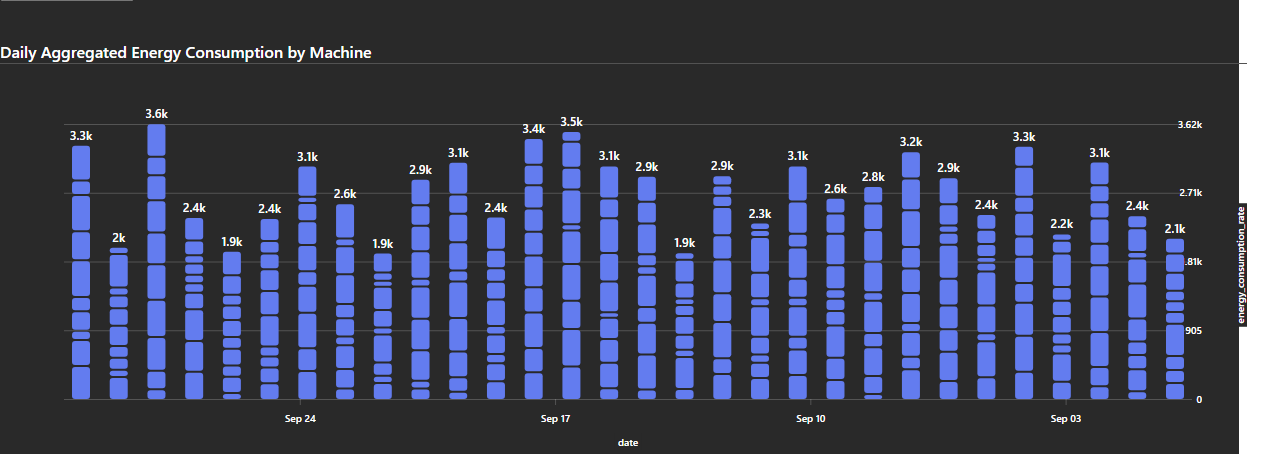 Daily Aggregated Energy Consumption by Machine
3.3k
2k
3.6k
2.4k
1.9k
2.4k
3.1k
2.6k
1.9k
2.9k
3.1k
2.4k
3.4k
3.5k
3.1k
2.9k
1.9k
2.9k
2.3k
3.1k
2.6k
2.8k
3.2k
2.9k
2.4k
3.3k
2.2k
3.1k
2.4k
2.1k
3.62k
2.71k
.81k
905
0
energy_consumption_rate
Sep 24
Sep 17
Sep 10
Sep 03
date